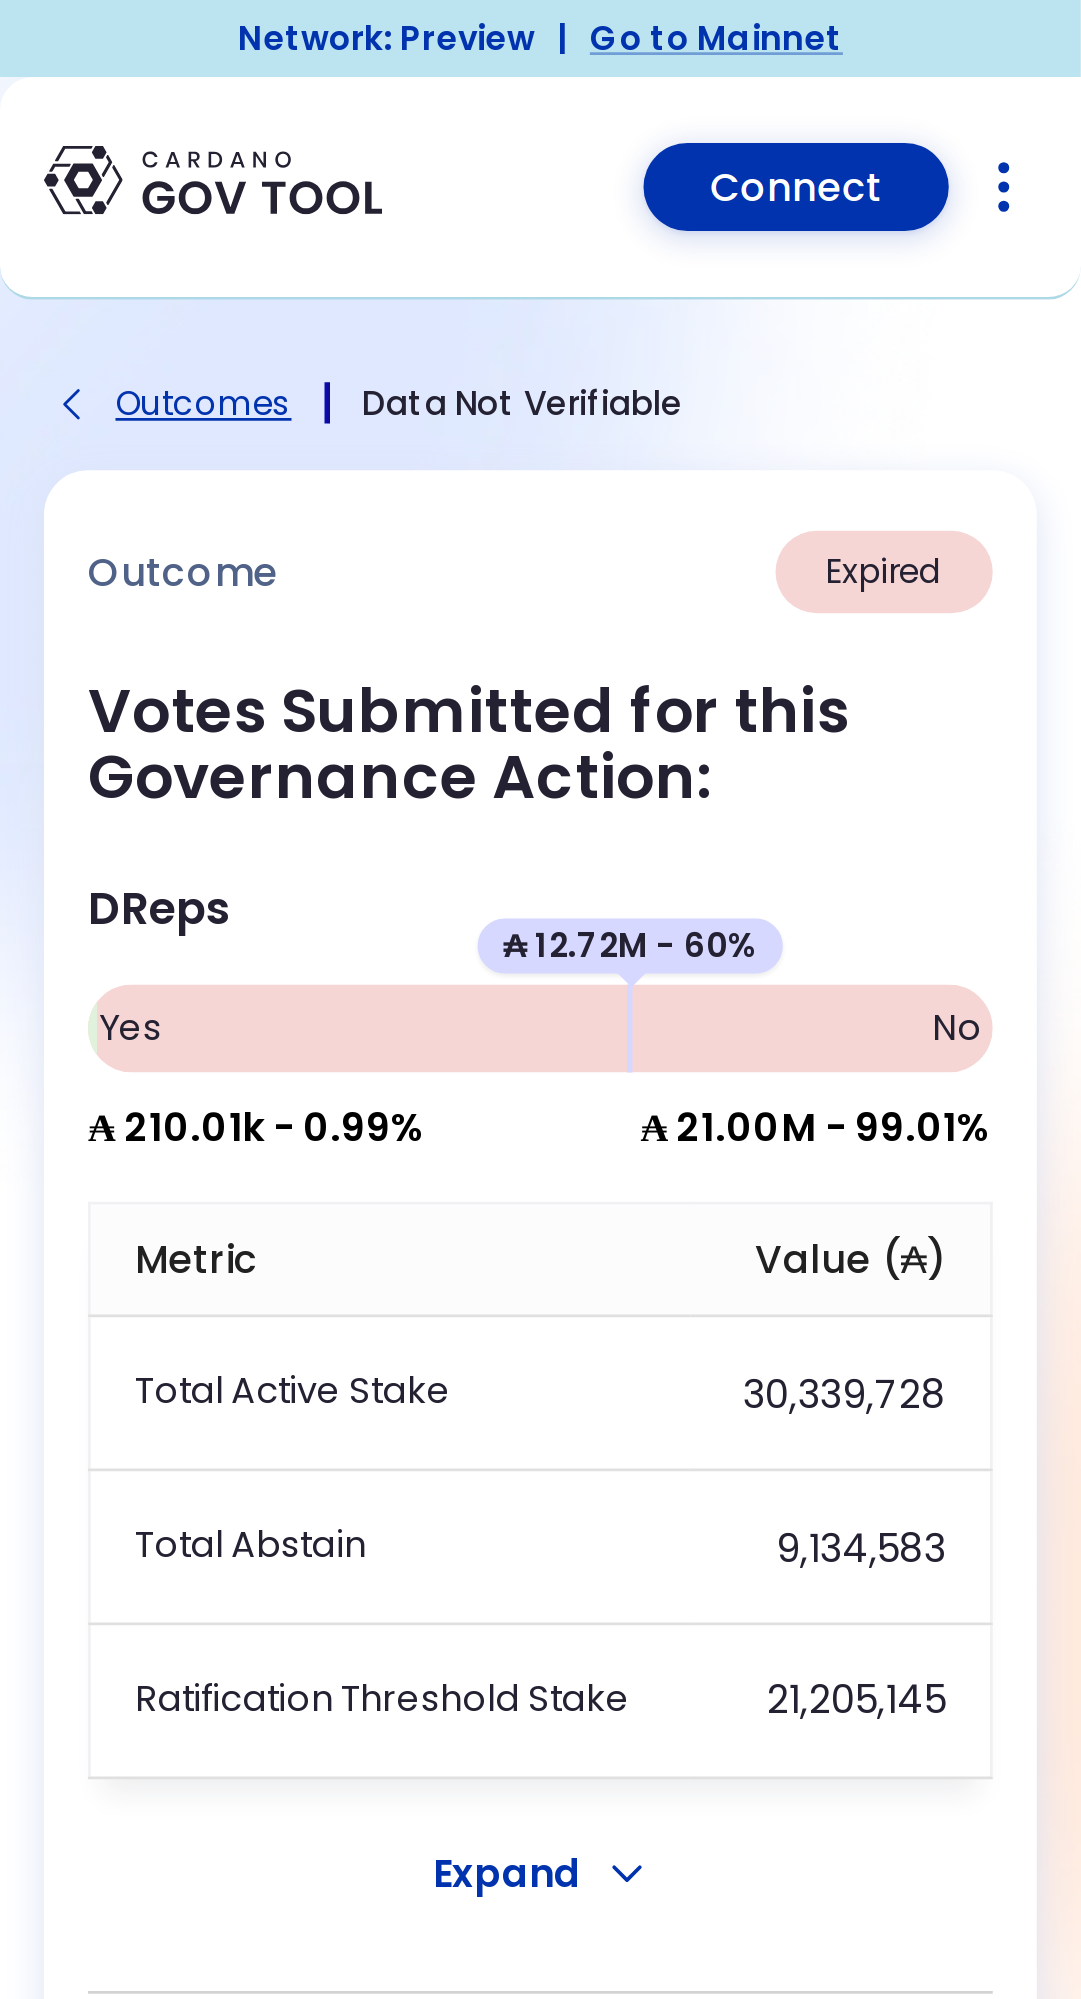 Network: Preview | Go to Mainnet
CARDANO
GOV TOOL
Connect
Outcomes | Data Not Verifiable
Outcome
Expired
Votes Submitted for this
Governance Action:
DReps
₳ 12.72M - 60%
Yes
No
₳ 210.01k - 0.99%
₳ 21.00M - 99.01%
Metric
Value (₳)
Total Active Stake
30,339,728
Total Abstain
9,134,583
Ratification Threshold Stake
21,205,145
Expand